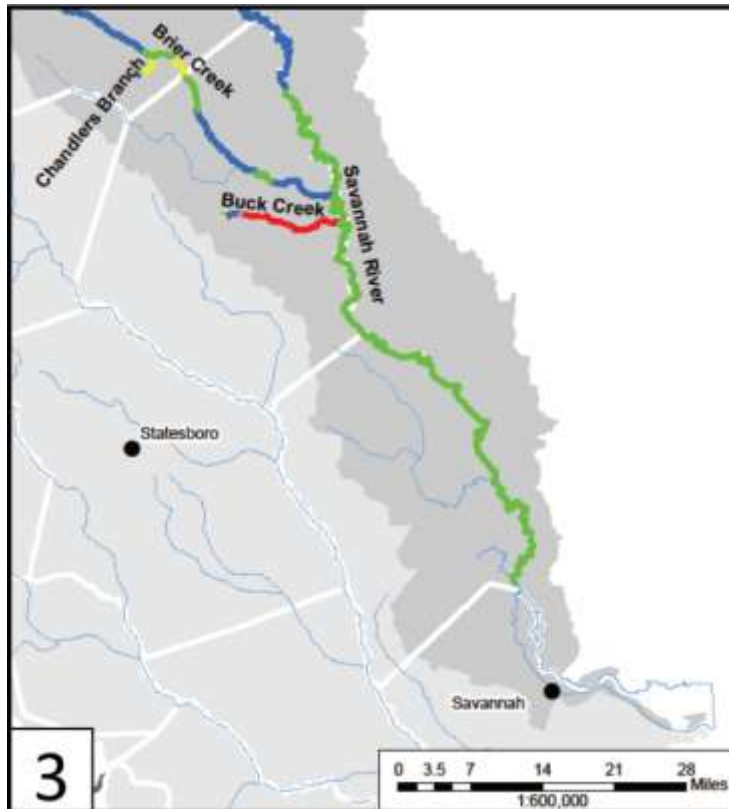 Brier Creek
Chandlers Branch
Savannah River
Buck Creek
Statesboro
Savannah
3
0 3.5 7 14 21 28
Miles
1:600,000